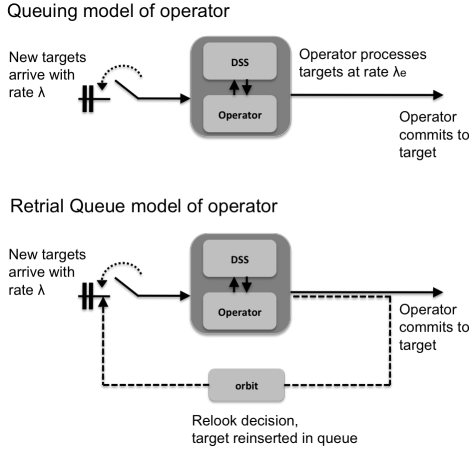 Queuing model of operator
New targets
arrive with
rate λ
DSS
Operator
Operator processes
targets at rate λe
Operator
commits to
target
Retrial Queue model of operator
New targets
arrive with
rate λ
DSS
Operator
Operator
commits to
target
orbit
Relook decision,
target reinserted in queue